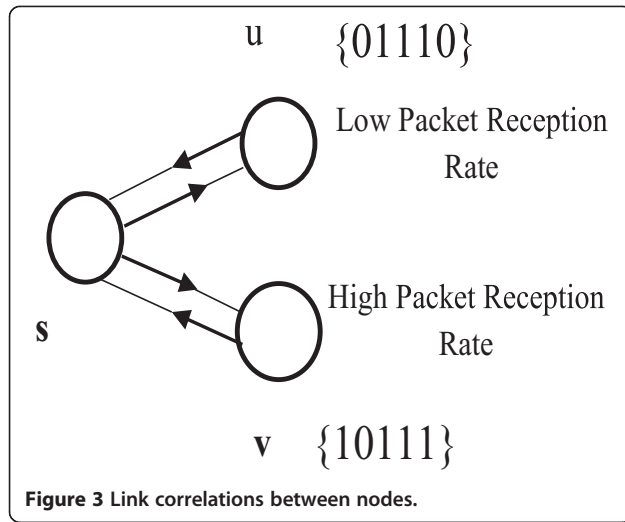 u {01110}
Low Packet Reception
Rate
s
High Packet Reception
Rate
v {10111}
Figure 3 Link correlations between nodes.